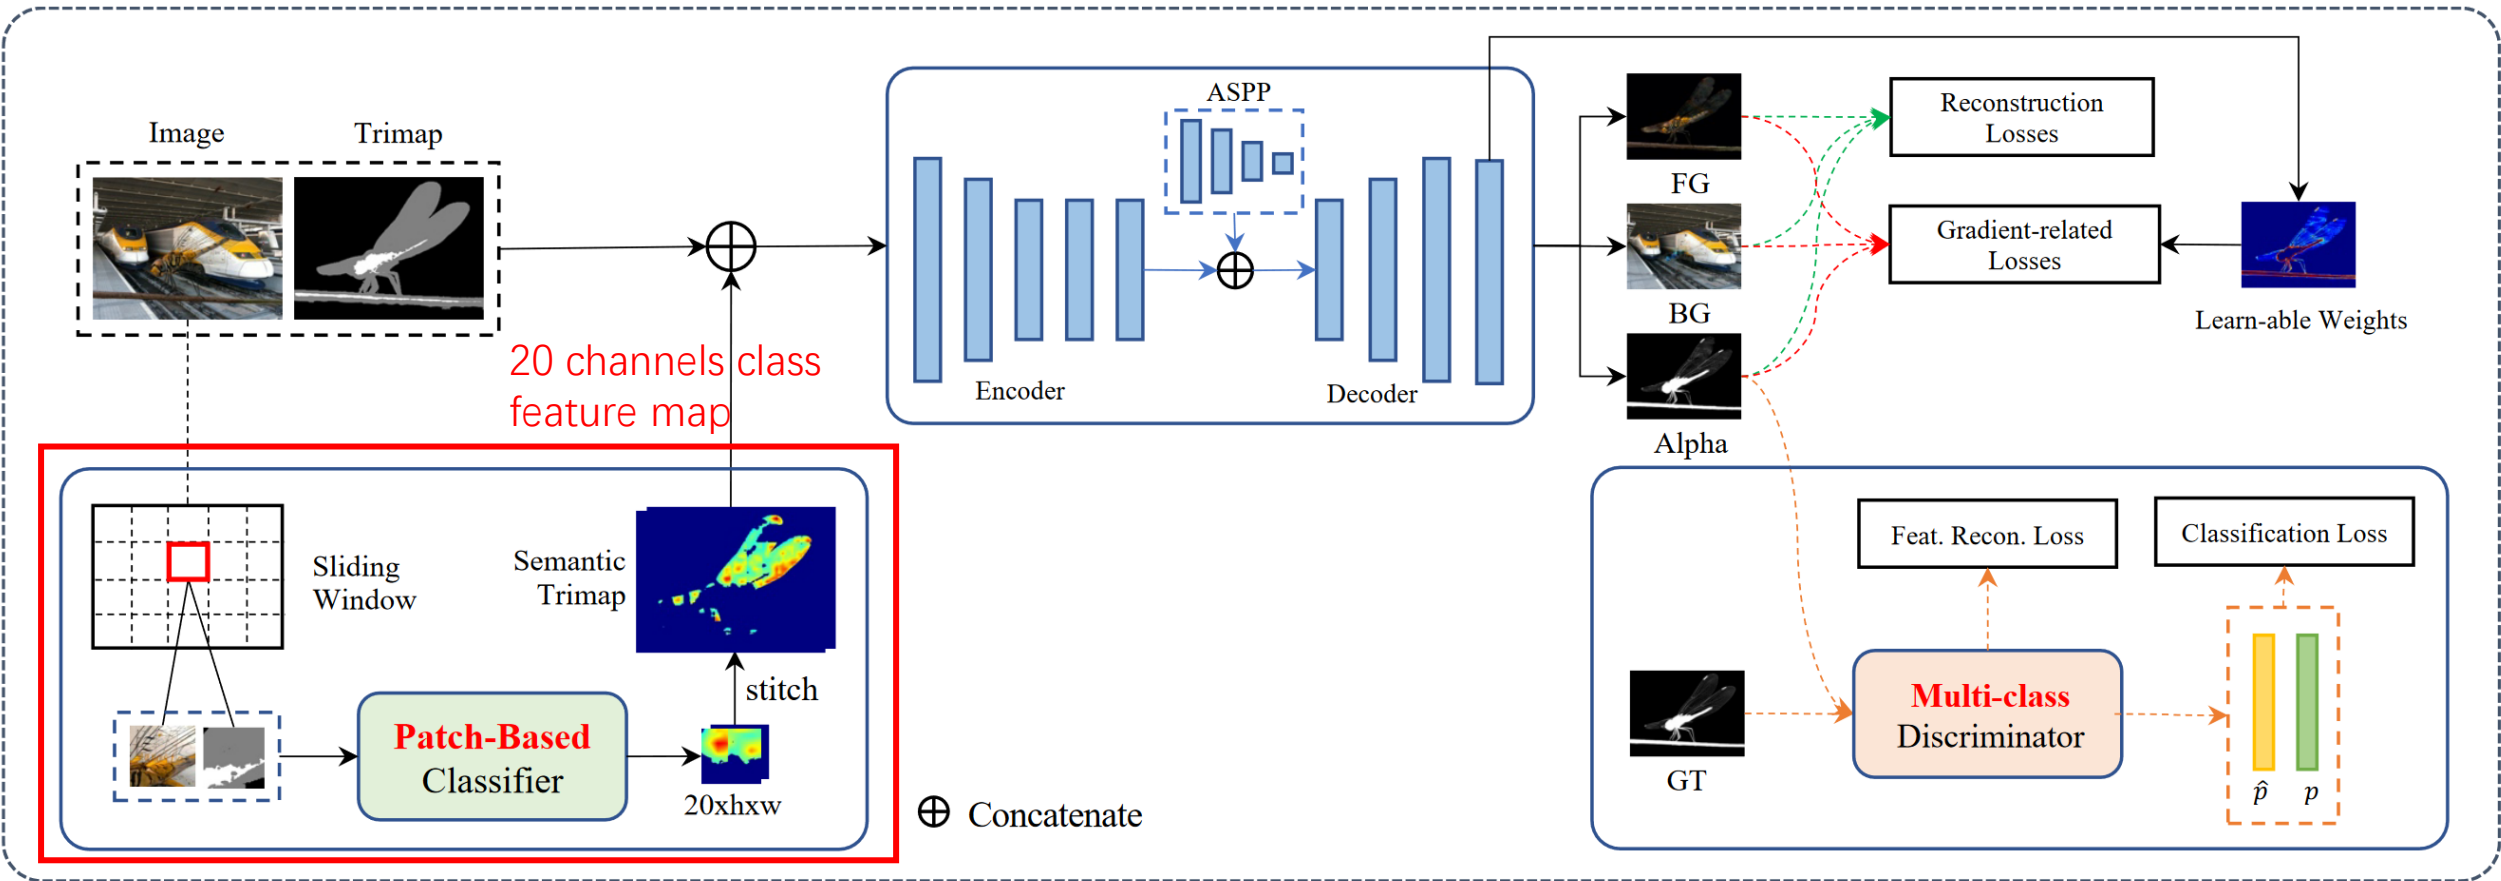 Image
Trimap
20 channels class
feature map
Sliding
Window
Semantic
Trimap
stitch
Patch-Based
Classifier
20xhxw
Concatenate
ASPP
Encoder
Decoder
FG
BG
Alpha
Reconstruction
Losses
Gradient-related
Losses
Learn-able Weights
Feat. Recon. Loss
Classification Loss
GT
Multi-class
Discriminator
p̂
p